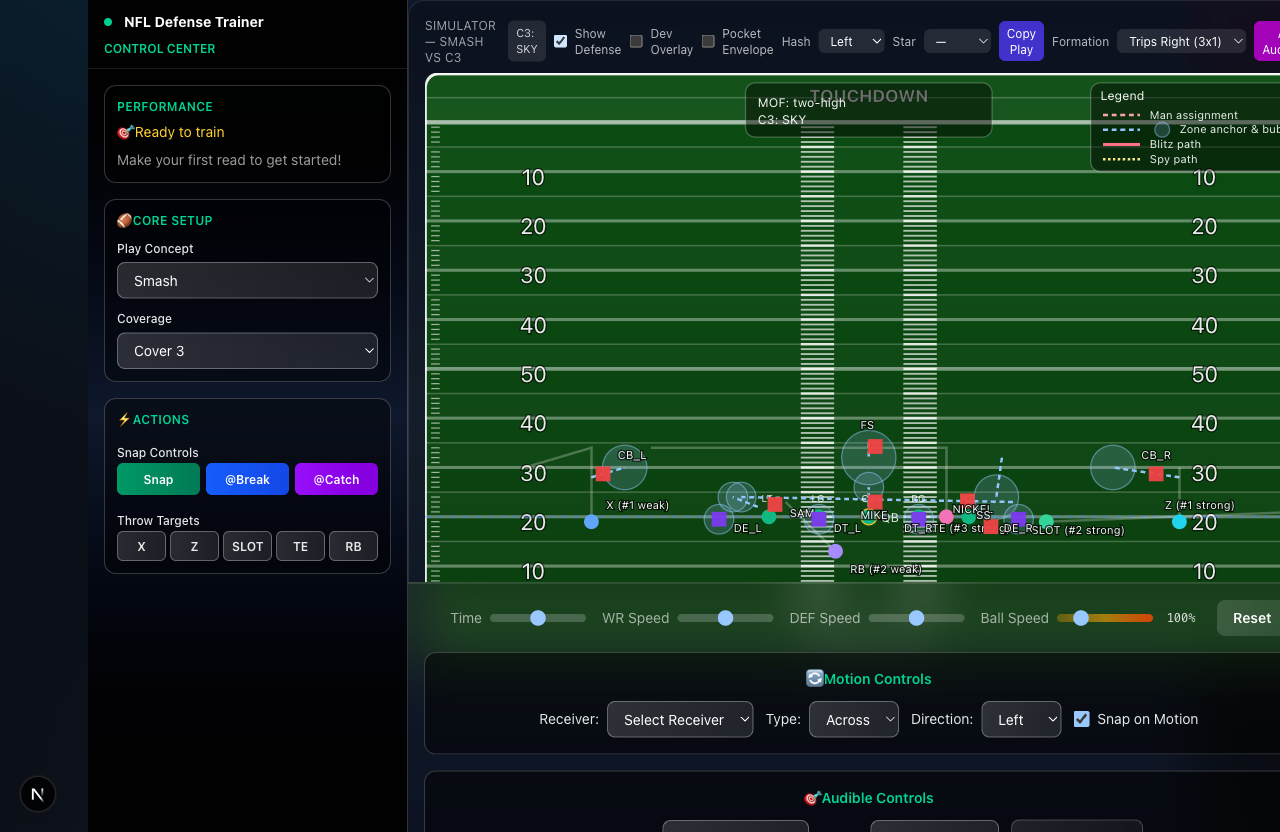 NFL Defense Trainer
CONTROL CENTER
PERFORMANCE
🎯Ready to train
Make your first read to get started!
🏈CORE SETUP
Play Concept
Smash
Coverage
Cover 3
⚡ACTIONS
Snap Controls
Snap
@Break
@Catch
Throw Targets
X
Z
SLOT
TE
RB
SIMULATOR
— SMASH
VS C3
C3:
SKY
Show
Defense
Dev
Overlay
Pocket
Envelope
Hash
Left
Star
—
Copy
Play
Formation
Trips Right (3x1)
TOUCHDOWN
MOF: two-high
C3: SKY
Legend
Man assignment
Zone anchor & bub
Blitz path
Spy path
10
10
20
20
30
30
40
40
50
50
40
40
30
30
20
20
10
10
FS
CB_L
CB_R
X (#1 weak)
Z (#1 strong)
NICKEL
SAM
MIKE
QB
SS
DE_L
DT_L
DT_R
TE (#3 strong)
DE_R
SLOT (#2 strong)
RB (#2 weak)
Time
WR Speed
DEF Speed
Ball Speed
100%
Reset
🔄Motion Controls
Receiver:
Select Receiver
Type:
Across
Direction:
Left
Snap on Motion
🎯Audible Controls
N